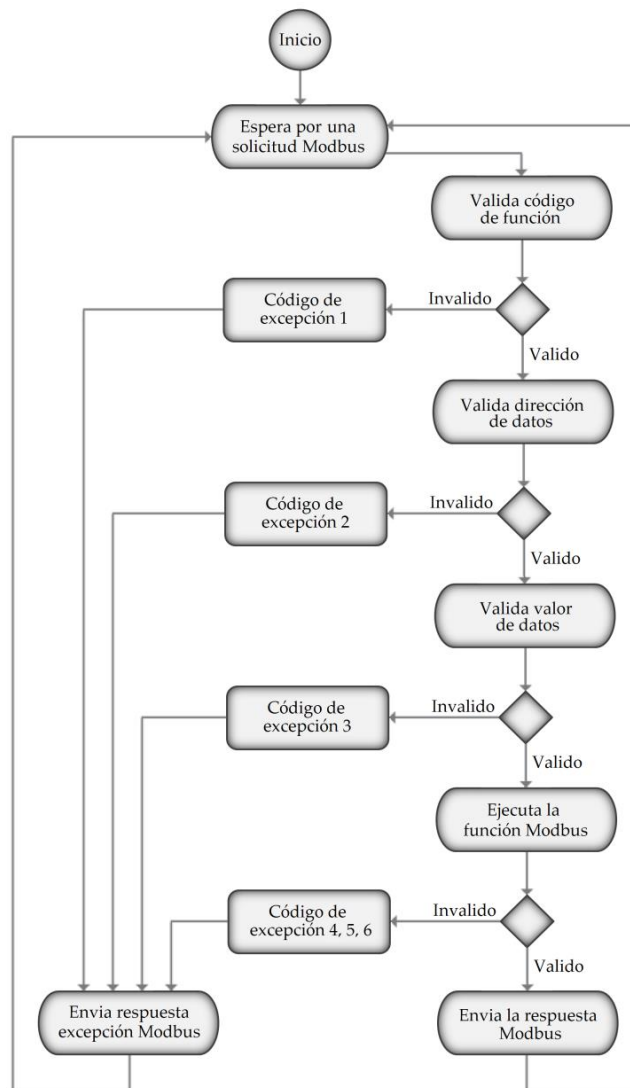 Inicio
Espera por una
solicitud Modbus
Valida código
de función
Invalido
Código de
excepción 1
Valido
Valida dirección
de datos
Invalido
Código de
excepción 2
Valido
Valida valor
de datos
Invalido
Código de
excepción 3
Valido
Ejecuta la
función Modbus
Invalido
Código de
excepción 4, 5, 6
Valido
Envia respuesta
excepción Modbus
Envia la respuesta
Modbus